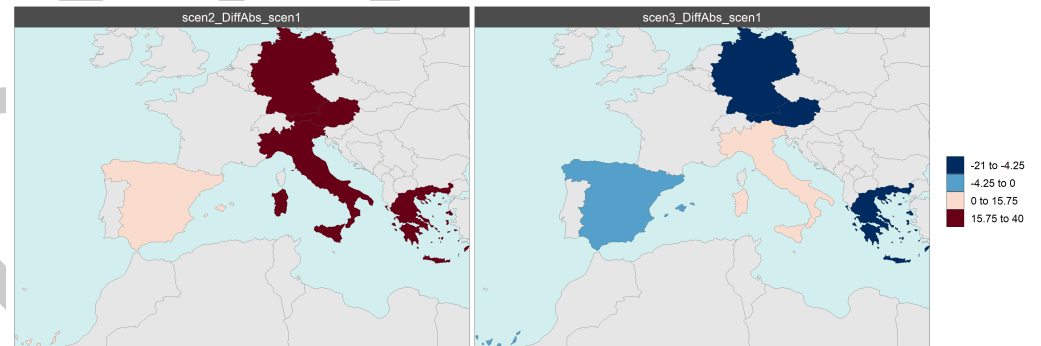 scen2_DiffAbs_scen1
scen3_DiffAbs_scen1
-21 to -4.25
-4.25 to 0
0 to 15.75
15.75 to 40